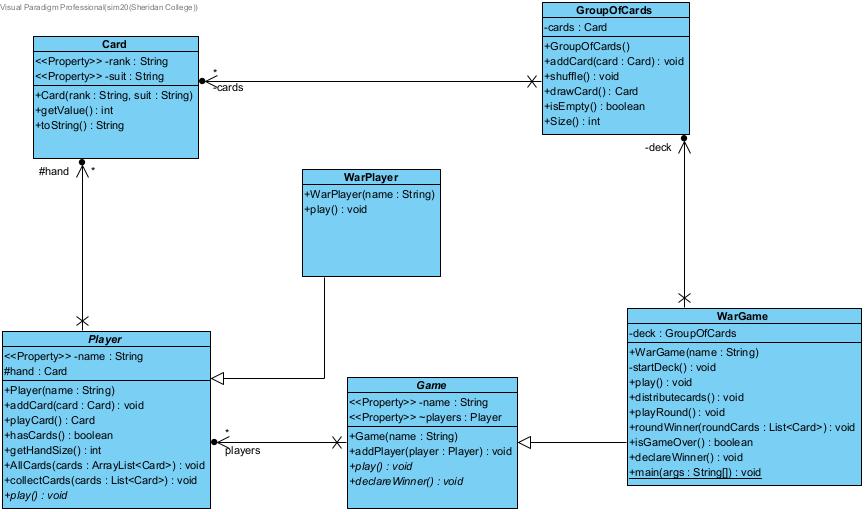 Visual Paradigm Professional(sim20(Sheridan College))
Card
<<Property>> -rank : String
<<Property>> -suit : String
+Card(rank : String, suit : String)
+getValue() : int
+toString() : String
GroupOfCards
-cards : Card
+GroupOfCards()
+addCard(card : Card) : void
+shuffle() : void
+drawCard() : Card
+isEmpty() : boolean
+Size() : int
*
-cards
#hand
*
-deck
WarPlayer
+WarPlayer(name : String)
+play() : void
Player
<<Property>> -name : String
#hand : Card
+Player(name : String)
+addCard(card : Card) : void
+playCard() : Card
+hasCards() : boolean
+getHandSize() : int
+AllCards(cards : ArrayList<Card>) : void
+collectCards(cards : List<Card>) : void
+play() : void
*
players
Game
<<Property>> -name : String
<<Property>> ~players : Player
+Game(name : String)
+addPlayer(player : Player) : void
+play() : void
+declareWinner() : void
WarGame
-deck : GroupOfCards
+WarGame(name : String)
-startDeck() : void
+play() : void
+distributecards() : void
+playRound() : void
+roundWinner(roundCards : List<Card>) : void
+isGameOver() : boolean
+declareWinner() : void
+main(args : String[]) : void